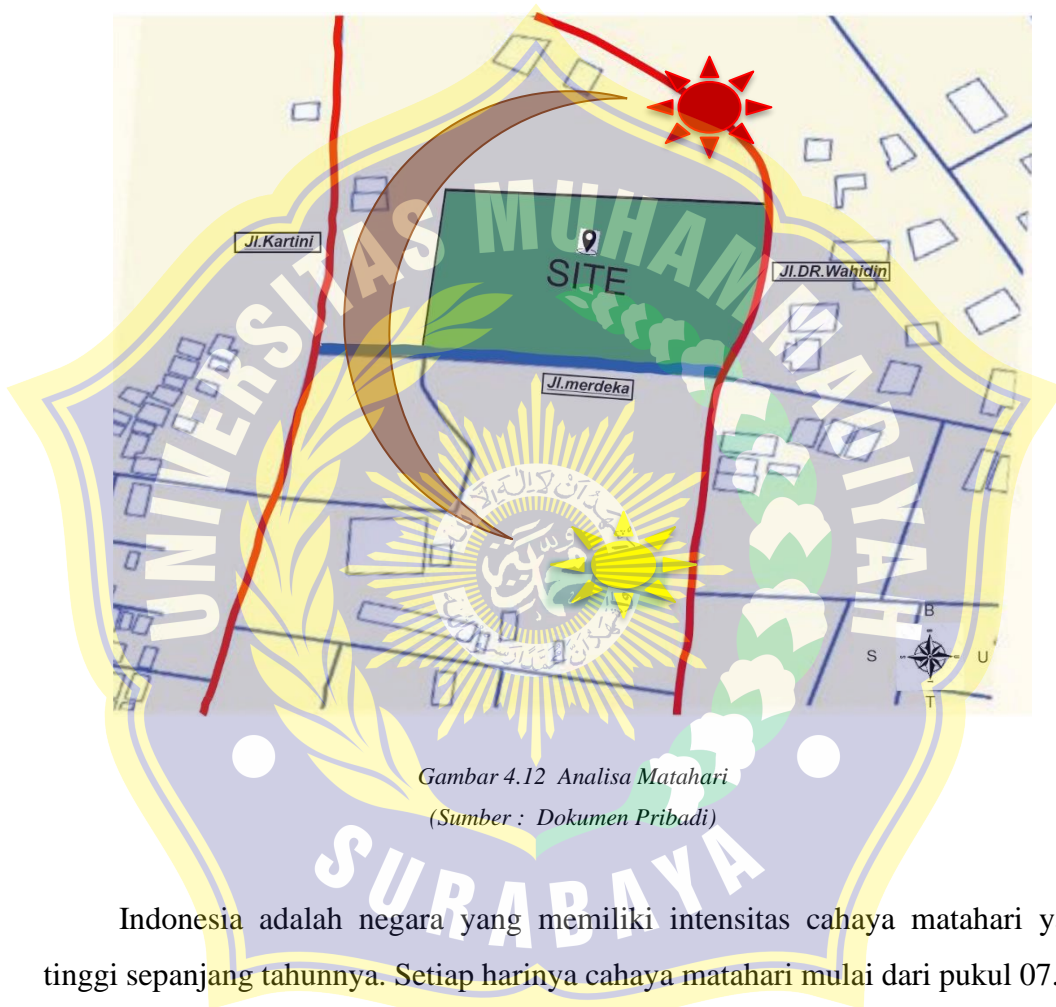 Jl.Kartini
SITE
Jl.DR.Wahidin
Jl.merdeka
B
S U
T
UNIVERSITAS MUHAMMADIYAH
SURABAYA
Gambar 4.12 Analisa Matahari
(Sumber : Dokumen Pribadi)
Indonesia adalah negara yang memiliki intensitas cahaya matahari y
tinggi sepanjang tahunnya. Setiap harinya cahaya matahari mulai dari pukul 07.